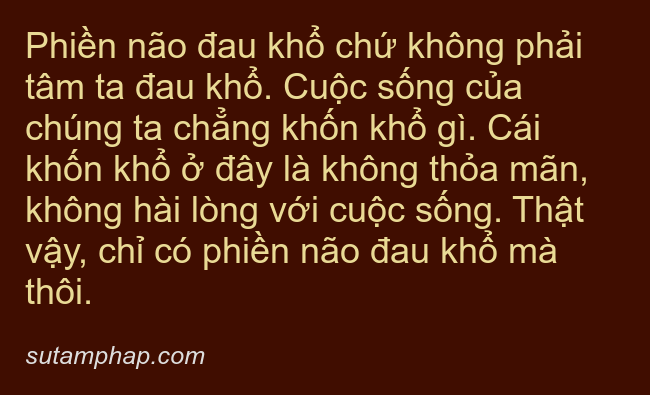 Phiền não đau khổ chứ không phải
tâm ta đau khổ. Cuộc sống của
chúng ta chẳng khốn khổ gì. Cái
khốn khổ ở đây là không thỏa mãn,
không hài lòng với cuộc sống. Thật
vậy, chỉ có phiền não đau khổ mà
thôi.
sutamphap.com